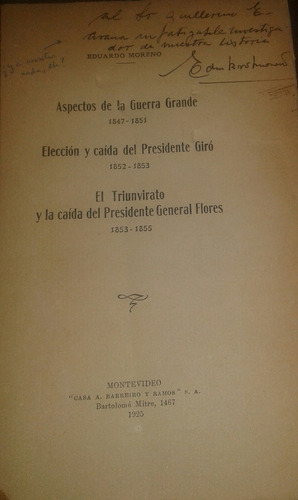 al Sr Guillermo E.
Arana infatigable investiga
dor de nuestra historia
EDUARDO MORENO
Aspectos de la Guerra Grande
1847-1851
Elección y caída del Presidente Giró
1852-1853
El Triunvirato
y la caída del Presidente General Flores
1853-1855
MONTEVIDEO
"CASA A. BARREIRO Y RAMOS" S. A.
Bartolomé Mitre, 1467
1925